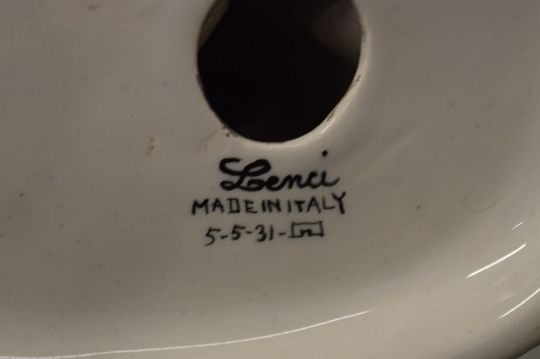 Lenci
MADE IN ITALY
5-5-31-